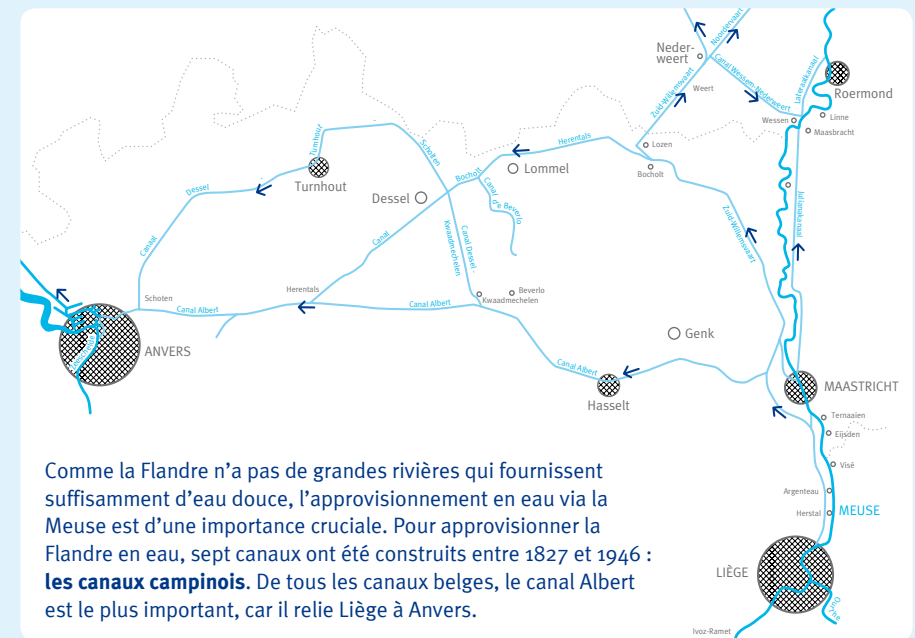 Noordervaart
Neder-
weert
Canal Wessem-Nederweert
Zuid-Willemsvaart
Weert
Lateraalkanaal
Roermond
Wessen
Linne
Maasbracht
Turnhout
Scholten
Herentals
Lozen
Lommel
Bocholt
Bocholt
Turnhout
Dessel
Dessel
Canal
de Beverlo
Julianakanaal
Zuid-Willemsvaart
Canaal
Canal
Canal Dessel -
Kwaadmechelen
Schoten
Herentals
Beverlo
Kwaadmechelen
Canal Albert
Canal Albert
Genk
ANVERS
Canal Albert
Hasselt
MAASTRICHT
Ternaaien
Eijsden
Visé
Argenteau
Herstal
MEUSE
LIÈGE
Ourthe
Ivoz-Ramet
Comme la Flandre n'a pas de grandes rivières qui fournissent
suffisamment d'eau douce, l'approvisionnement en eau via la
Meuse est d'une importance cruciale. Pour approvisionner la
Flandre en eau, sept canaux ont été construits entre 1827 et 1946 :
les canaux campinois. De tous les canaux belges, le canal Albert
est le plus important, car il relie Liège à Anvers.